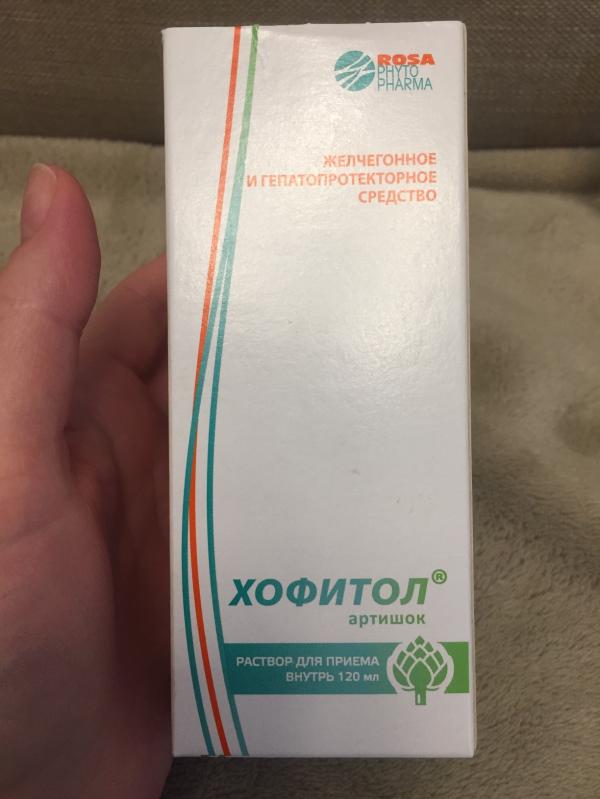 ROSA
PHYTO
PHARMA
ЖЕЛЧЕГОННОЕ
И ГЕПАТОПРОТЕКТОРНОЕ
СРЕДСТВО
ХОФИТОЛ®
артишок
РАСТВОР ДЛЯ ПРИЕМА
ВНУТРЬ 120 мл